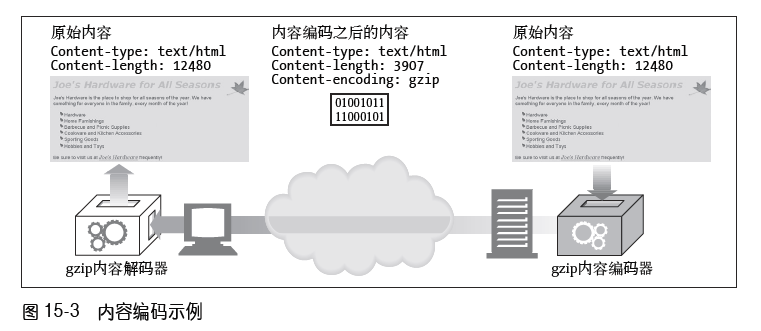 原始内容
Content-type: text/html
Content-length: 12480
Joe's Hardware for All Seasons
Joe's Hardware is the place to shop for all seasons of the year. We have
something for everyone in the family, every month of the year!
Hardware
Home Furnishings
Barbecue and Picnic Supplies
Cookware and Kitchen Accessories
Sporting Goods
Hobbies and Toys
Be sure to visit us at Joe's Hardware frequently!
内容编码之后的内容
Content-type: text/html
Content-length: 3907
Content-encoding: gzip
01001011
11000101
原始内容
Content-type: text/html
Content-length: 12480
Joe's Hardware for All Seasons
Joe's Hardware is the place to shop for all seasons of the year. We have
something for everyone in the family, every month of the year!
Hardware
Home Furnishings
Barbecue and Picnic Supplies
Cookware and Kitchen Accessories
Sporting Goods
Hobbies and Toys
Be sure to visit us at Joe's Hardware frequently!
gzip内容解码器
gzip内容编码器
图 15-3 内容编码示例